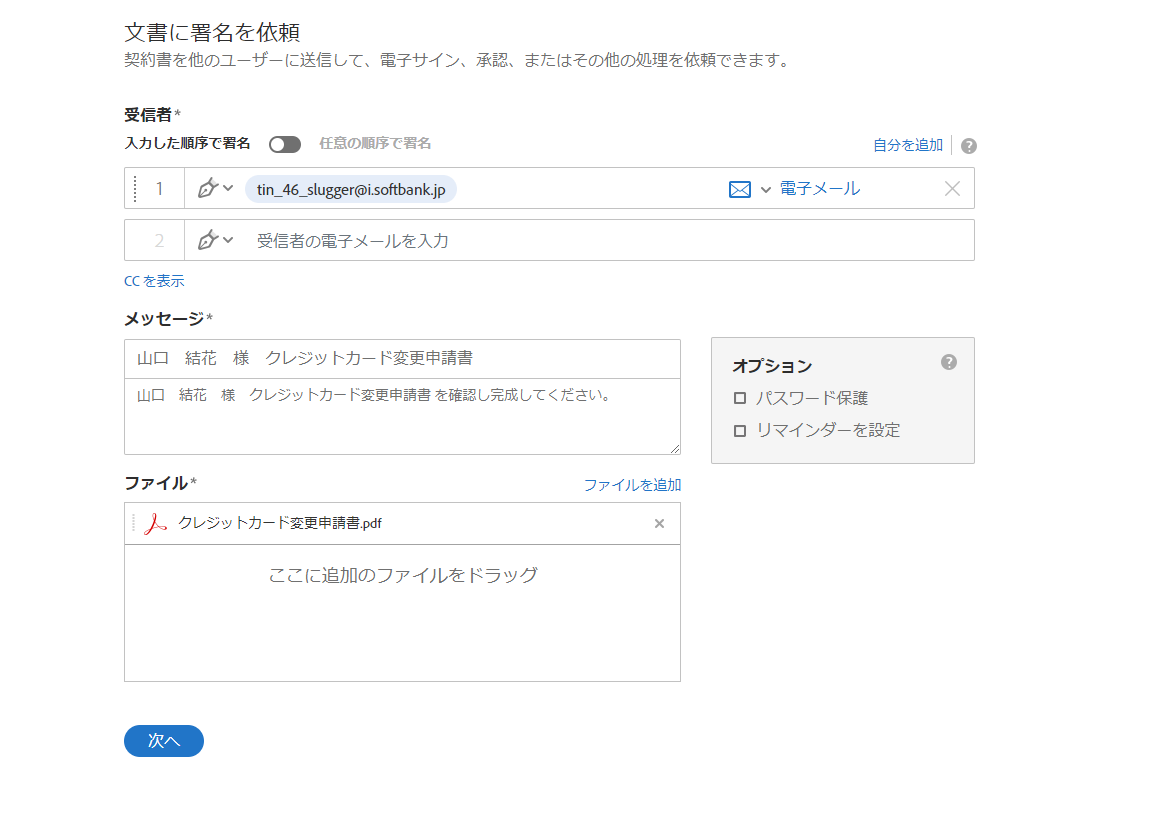 文書に署名を依頼
契約書を他のユーザーに送信して、電子サイン、承認、またはその他の処理を依頼できます。
受信者*
入力した順序で署名 任意の順序で署名 自分を追加 ?
1 tin_46_slugger@i.softbank.jp 電子メール
2 受信者の電子メールを入力
CC を表示
メッセージ*
山口　結花　様　クレジットカード変更申請書
山口　結花　様　クレジットカード変更申請書 を確認し完成してください。
オプション ?
パスワード保護
リマインダーを設定
ファイル* ファイルを追加
クレジットカード変更申請書.pdf
ここに追加のファイルをドラッグ
次へ